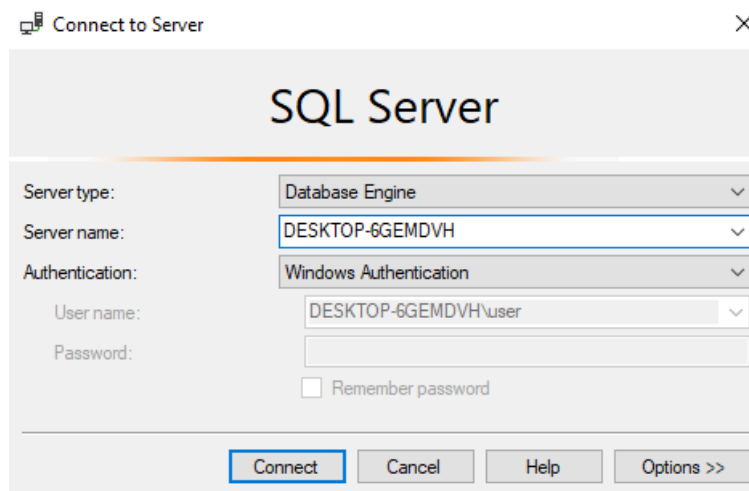 Connect to Server
SQL Server
Server type: Database Engine
Server name: DESKTOP-6GEMDVH
Authentication: Windows Authentication
User name: DESKTOP-6GEMDVH\user
Password:
Remember password
Connect Cancel Help Options >>